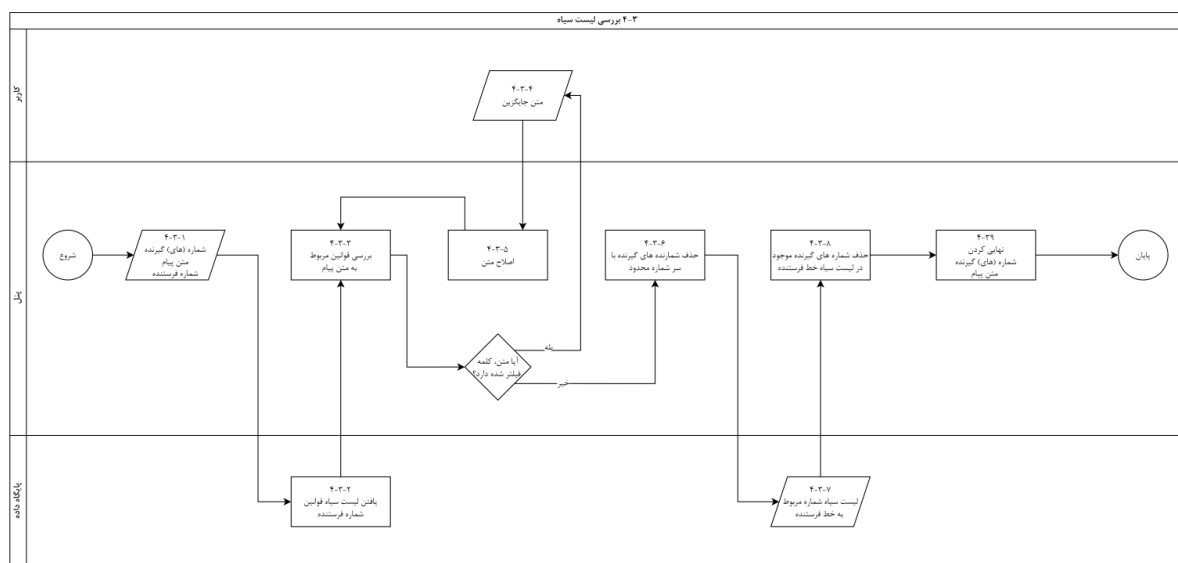 ۴-۳ بررسی لیست سیاه
کاربر
۴-۳-۴
متن جایگزین
پنل
شروع
۴-۳-۱
شماره (های) گیرنده
متن پیام
شماره فرستنده
۴-۳-۳
بررسی قوانین مربوط
به متن پیام
۴-۳-۵
اصلاح متن
آیا متن، کلمه
فیلتر شده دارد؟
بله
خیر
۴-۳-۶
حذف شمارنده های گیرنده با
سر شماره محدود
۴-۳-۸
حذف شماره های گیرنده موجود
در لیست سیاه خط فرستنده
۴-۳۹
نهایی کردن
شماره (های) گیرنده
متن پیام
پایان
پایگاه داده
۴-۳-۲
یافتن لیست سیاه قوانین
شماره فرستنده
۴-۳-۷
لیست سیاه شماره مربوط
به خط فرستنده